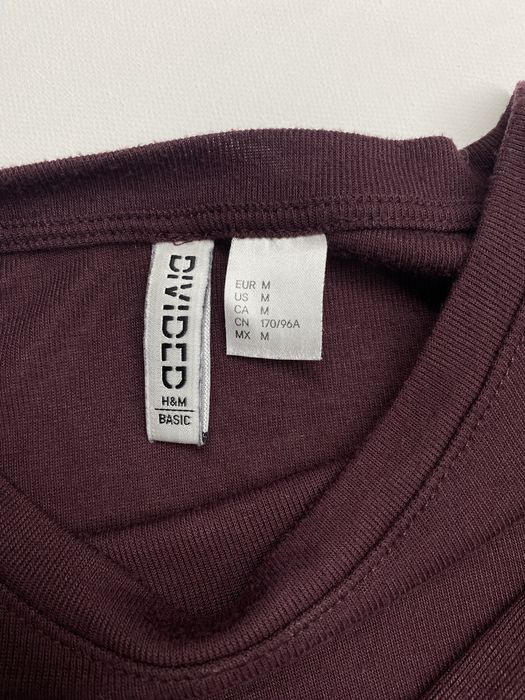 DIVIDED
H&M
BASIC
EUR M
US M
CA M
CN 170/96A
MX M